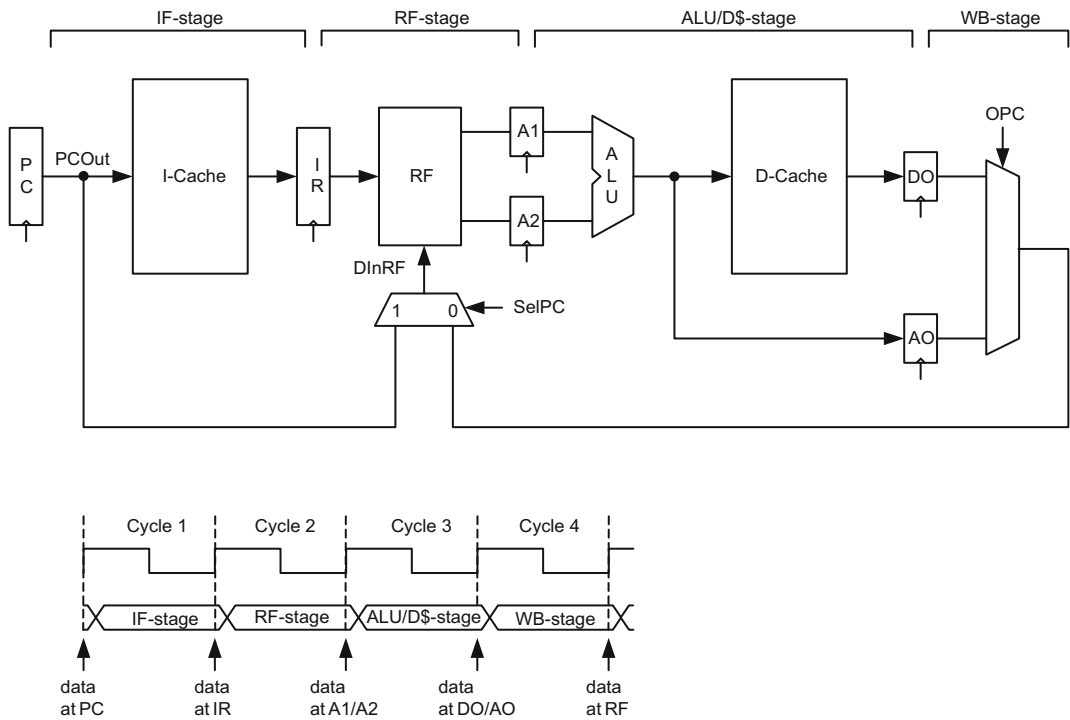 IF-stage
RF-stage
ALU/D$-stage
WB-stage
OPC
P
C
PCOut
I-Cache
I
R
RF
A1
A2
A
L
U
D-Cache
DO
AO
DInRF
1
0
SelPC
Cycle 1
Cycle 2
Cycle 3
Cycle 4
IF-stage
RF-stage
ALU/D$-stage
WB-stage
data
at PC
data
at IR
data
at A1/A2
data
at DO/AO
data
at RF